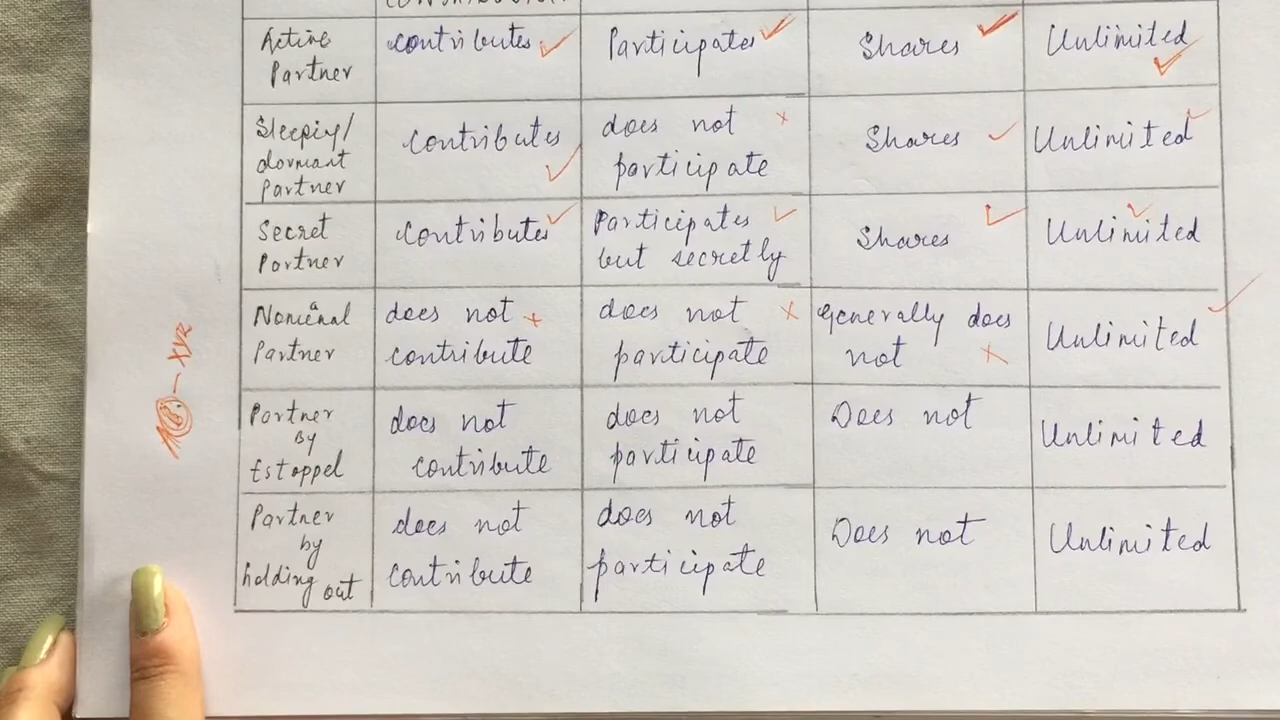 Active
Partner
contributes
Participates
Shares
Unlimited
Sleeping/
dormant
Partner
contributes
does not
participate
Shares
Unlimited
Secret
Partner
contributes
Participates
but secretly
Shares
Unlimited
Nominal
Partner
does not
contribute
does not
participate
Generally does
not
Unlimited
Partner
By
Estoppel
does not
contribute
does not
participate
Does not
Unlimited
Partner
by
holding out
does not
contribute
does not
participate
Does not
Unlimited